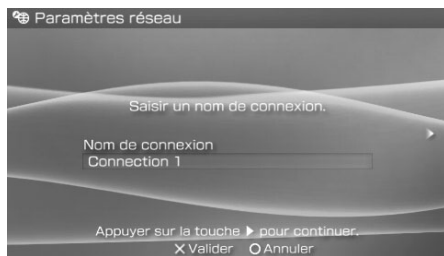 Paramètres réseau
Saisir un nom de connexion.
Nom de connexion
Connection 1
Appuyer sur la touche ▶ pour continuer.
✕ Valider ○ Annuler